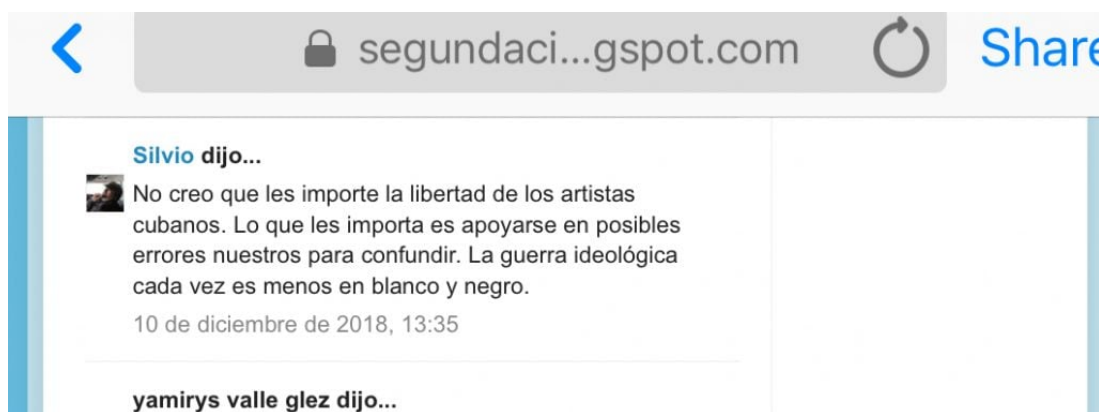 segundaci...gspot.com
Share
Silvio dijo...
No creo que les importe la libertad de los artistas
cubanos. Lo que les importa es apoyarse en posibles
errores nuestros para confundir. La guerra ideológica
cada vez es menos en blanco y negro.
10 de diciembre de 2018, 13:35
yamirys valle glez dijo...